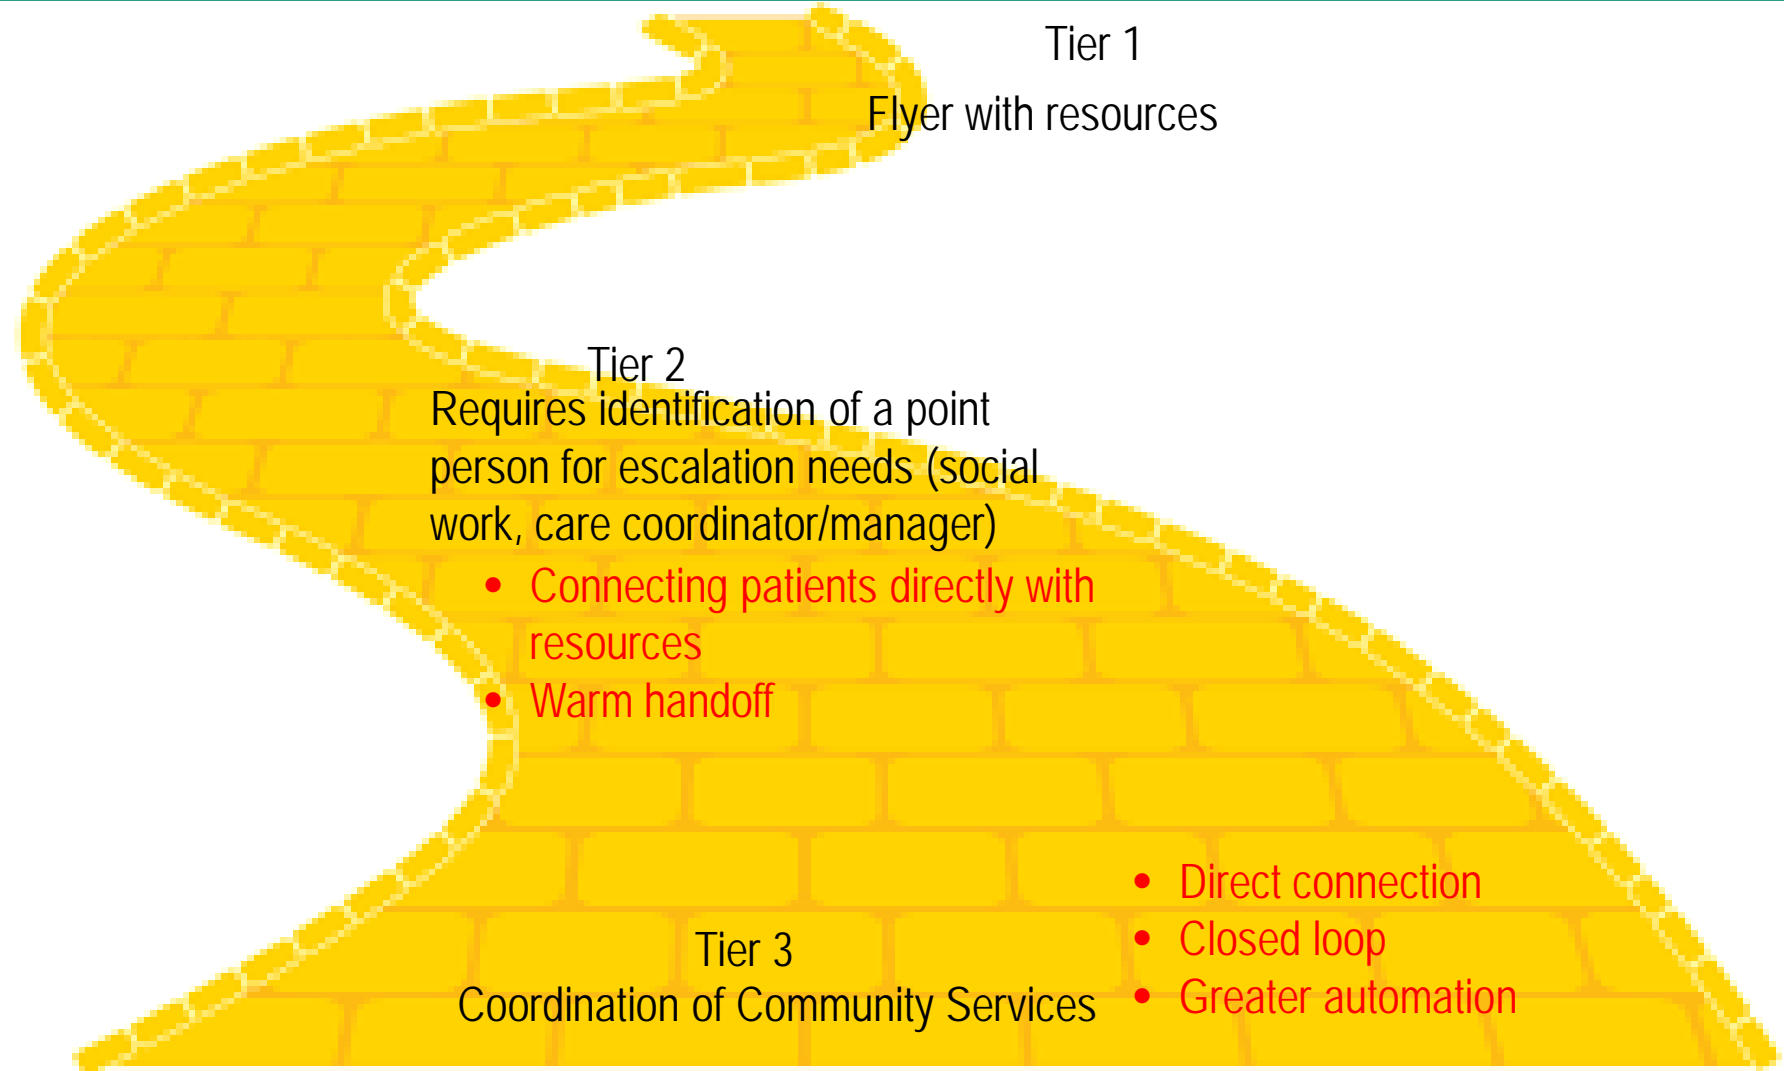 Tier 1
Flyer with resources
Tier 2
Requires identification of a point
person for escalation needs (social
work, care coordinator/manager)
• Connecting patients directly with
resources
• Warm handoff
Tier 3
Coordination of Community Services
• Direct connection
• Closed loop
• Greater automation